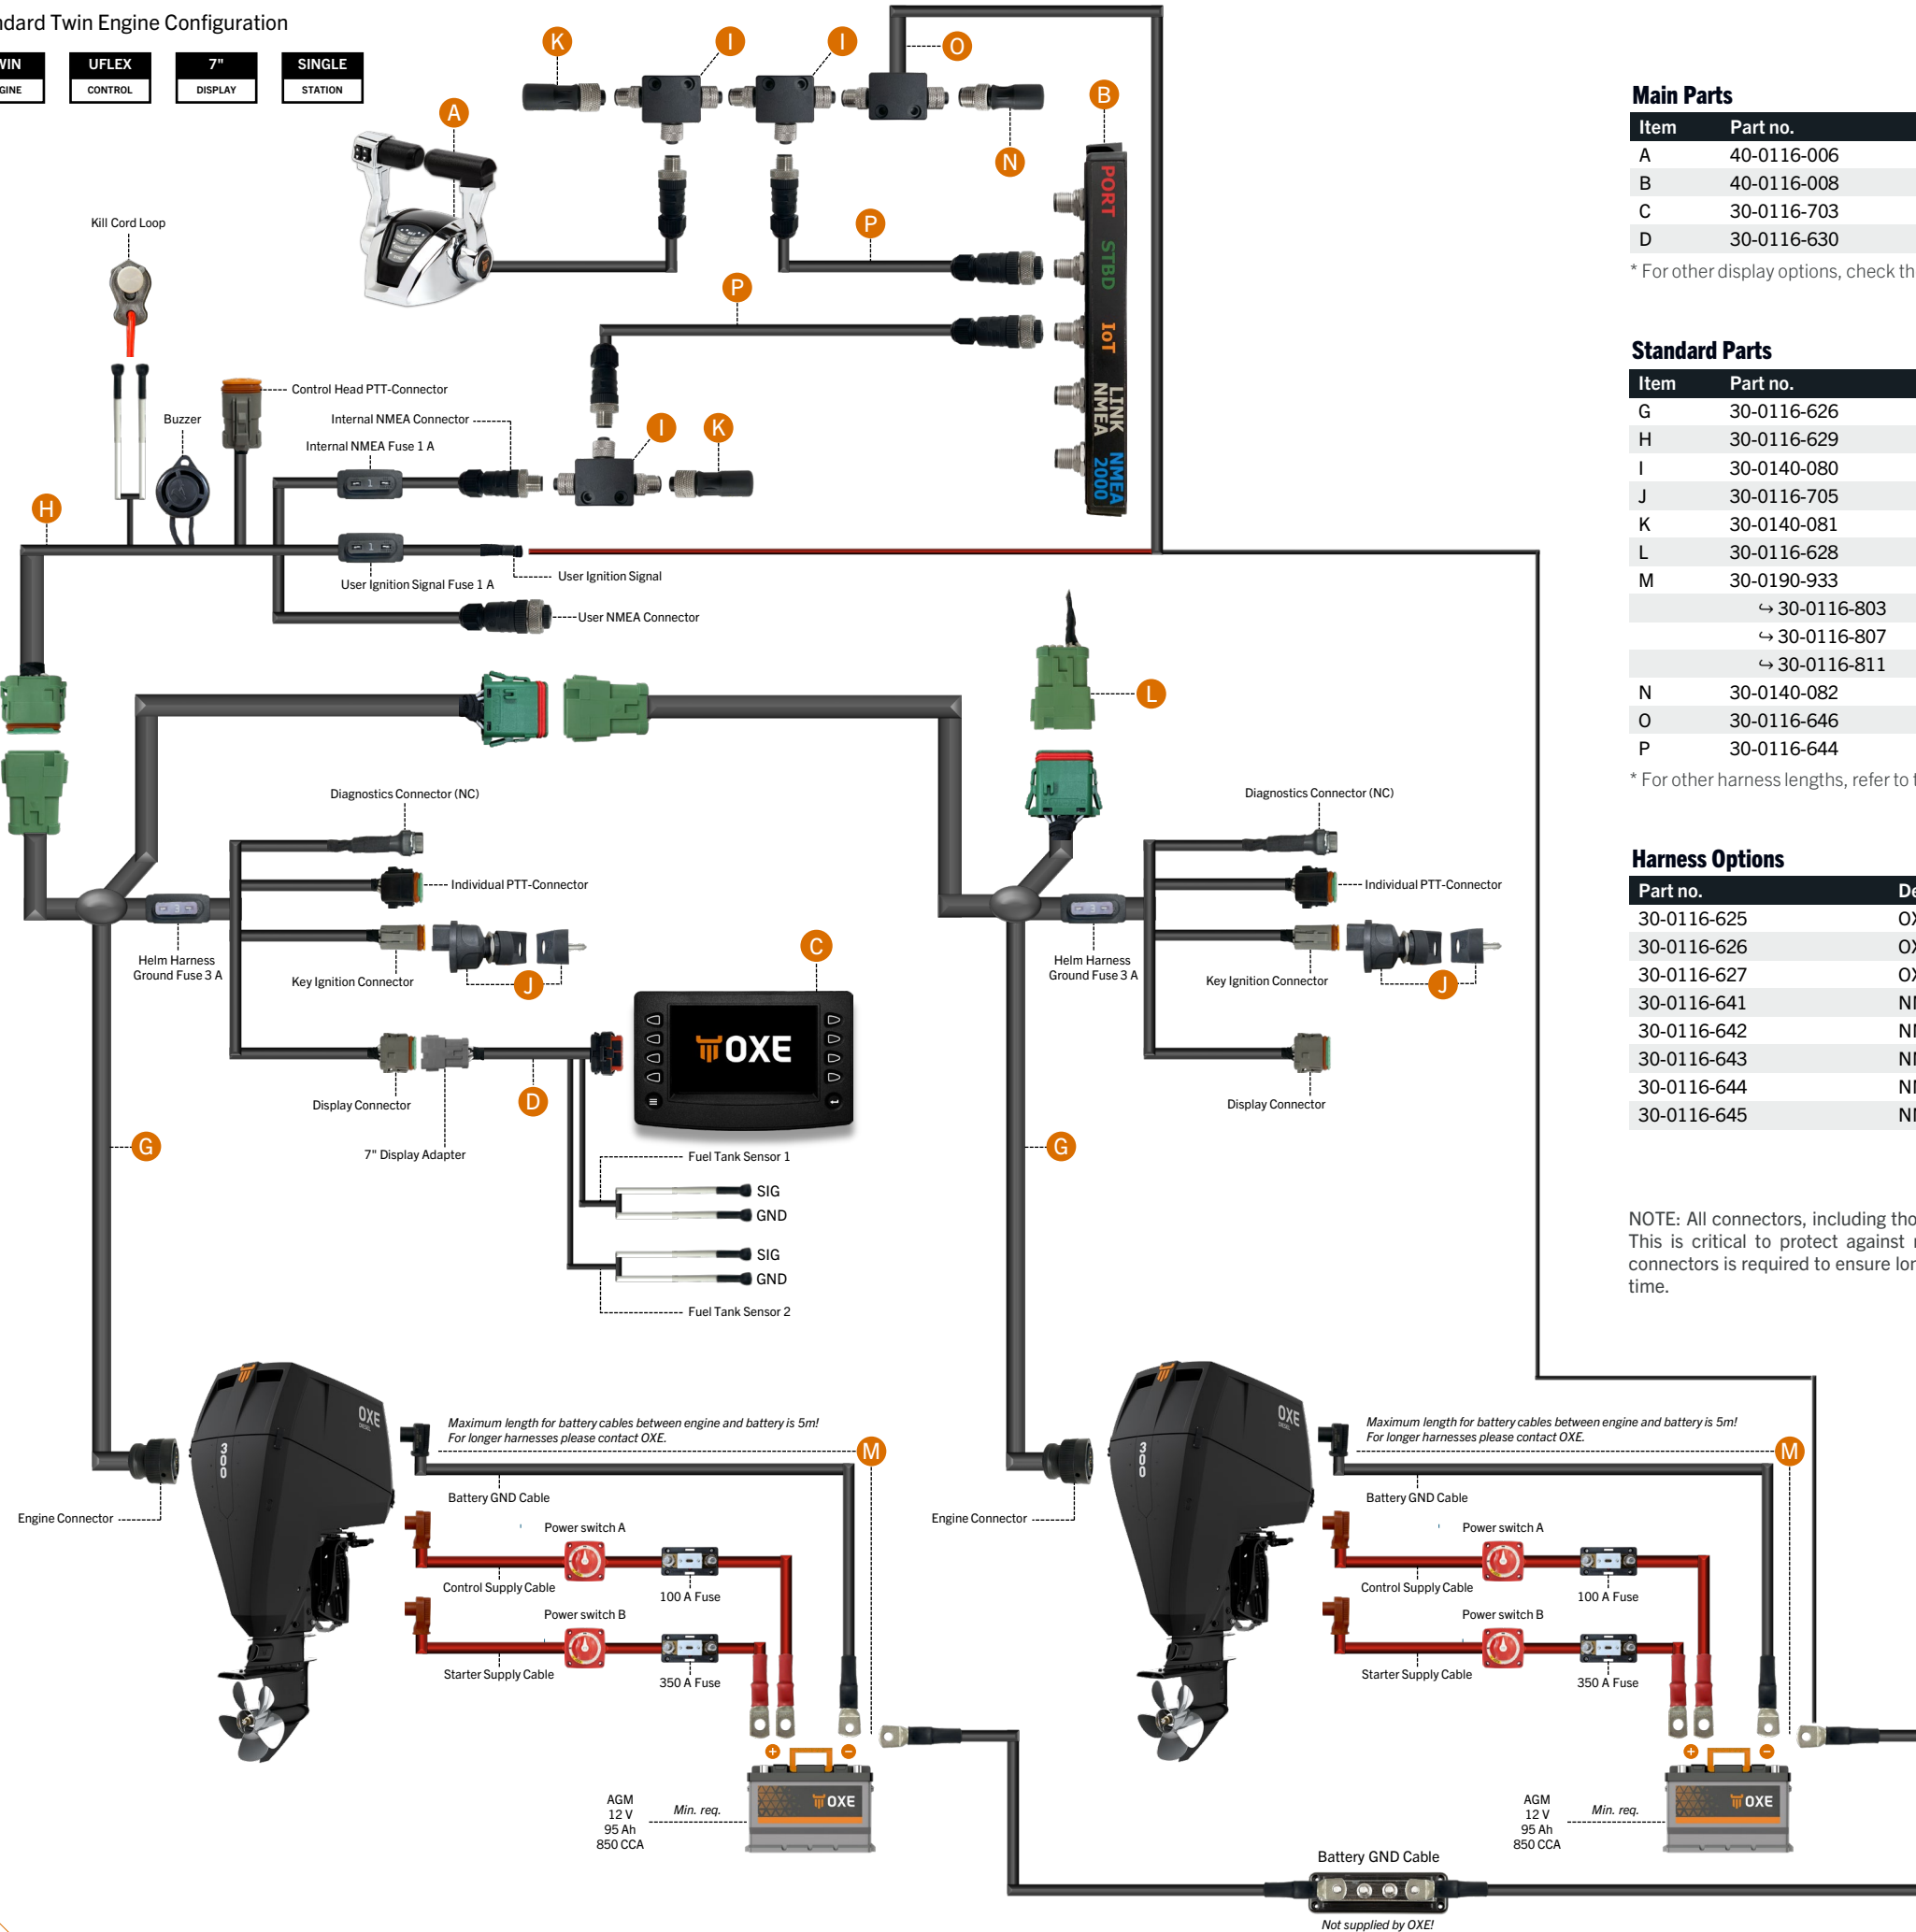 Twin Engine Configuration
UFLEX
CONTROL
7"
DISPLAY
SINGLE
STATION
K
I
I
O
A
B
N
P
P
PORT
STBD
IoT
LINK
NMEA
NMEA
2000
Kill Cord Loop
Buzzer
Control Head PTT-Connector
Internal NMEA Connector
Internal NMEA Fuse 1 A
I
K
H
User Ignition Signal Fuse 1 A
User Ignition Signal
User NMEA Connector
L
Diagnostics Connector (NC)
Individual PTT-Connector
Helm Harness
Ground Fuse 3 A
Key Ignition Connector
J
C
OXE
Display Connector
D
7" Display Adapter
G
Fuel Tank Sensor 1
SIG
GND
SIG
GND
Fuel Tank Sensor 2
Diagnostics Connector (NC)
Individual PTT-Connector
Helm Harness
Ground Fuse 3 A
Key Ignition Connector
J
Display Connector
G
OXE
DIESEL
300
Maximum length for battery cables between engine and battery is 5m!
For longer harnesses please contact OXE.
M
Battery GND Cable
Engine Connector
Power switch A
Control Supply Cable
100 A Fuse
Power switch B
Starter Supply Cable
350 A Fuse
+
−
OXE
AGM
12 V
95 Ah
850 CCA
Min. req.
OXE
DIESEL
300
Maximum length for battery cables between engine and battery is 5m!
For longer harnesses please contact OXE.
M
Battery GND Cable
Engine Connector
Power switch A
Control Supply Cable
100 A Fuse
Power switch B
Starter Supply Cable
350 A Fuse
+
−
OXE
AGM
12 V
95 Ah
850 CCA
Min. req.
Battery GND Cable
Not supplied by OXE!
Main Parts
Item Part no.
A 40-0116-006
B 40-0116-008
C 30-0116-703
D 30-0116-630
* For other display options, check
Standard Parts
Item Part no.
G 30-0116-626
H 30-0116-629
I 30-0140-080
J 30-0116-705
K 30-0140-081
L 30-0116-628
M 30-0190-933
↪ 30-0116-803
↪ 30-0116-807
↪ 30-0116-811
N 30-0140-082
O 30-0116-646
P 30-0116-644
* For other harness lengths, refer to
Harness Options
Part no.
30-0116-625
30-0116-626
30-0116-627
30-0116-641
30-0116-642
30-0116-643
30-0116-644
30-0116-645
NOTE: All connectors, including
This is critical to protect against
connectors is required to ensure
time.